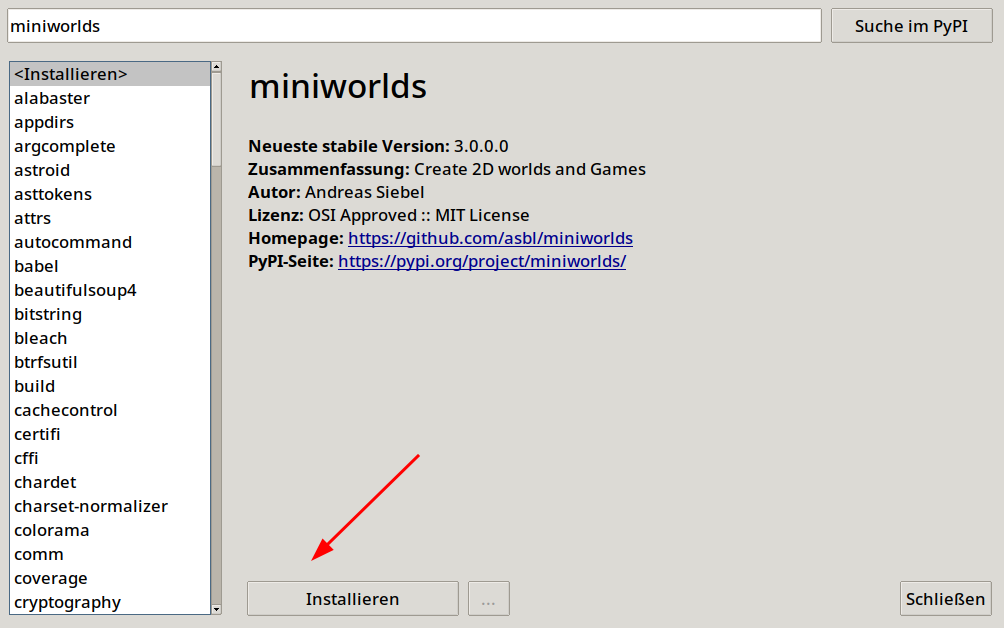 miniworlds
Suche im PyPI
<Installieren>
alabaster
appdirs
argcomplete
astroid
asttokens
attrs
autocommand
babel
beautifulsoup4
bitstring
bleach
btrfsutil
build
cachecontrol
certifi
cffi
chardet
charset-normalizer
colorama
comm
coverage
cryptography
miniworlds
Neueste stabile Version: 3.0.0.0
Zusammenfassung: Create 2D worlds and Games
Autor: Andreas Siebel
Lizenz: OSI Approved :: MIT License
Homepage: https://github.com/asbl/miniworlds
PyPI-Seite: https://pypi.org/project/miniworlds/
Installieren
...
Schließen